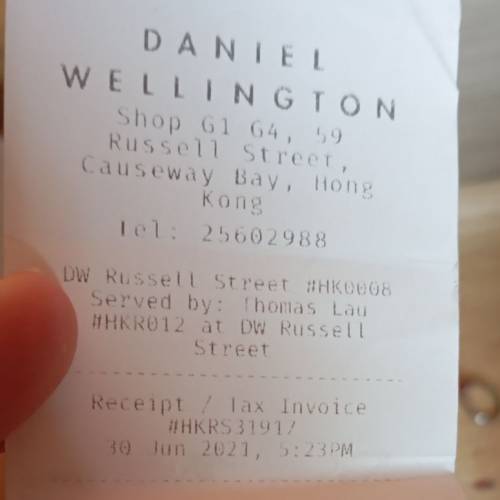 DANIEL
WELLINGTON
Shop G1 G4, 59
Russell Street,
Causeway Bay, Hong
Kong
Tel: 25602988
DW Russell Street #HK0008
Served by: Thomas Lau
#HKR012 at DW Russell
Street
Receipt / Tax Invoice
#HKRS31917
30 Jun 2021, 5:23PM